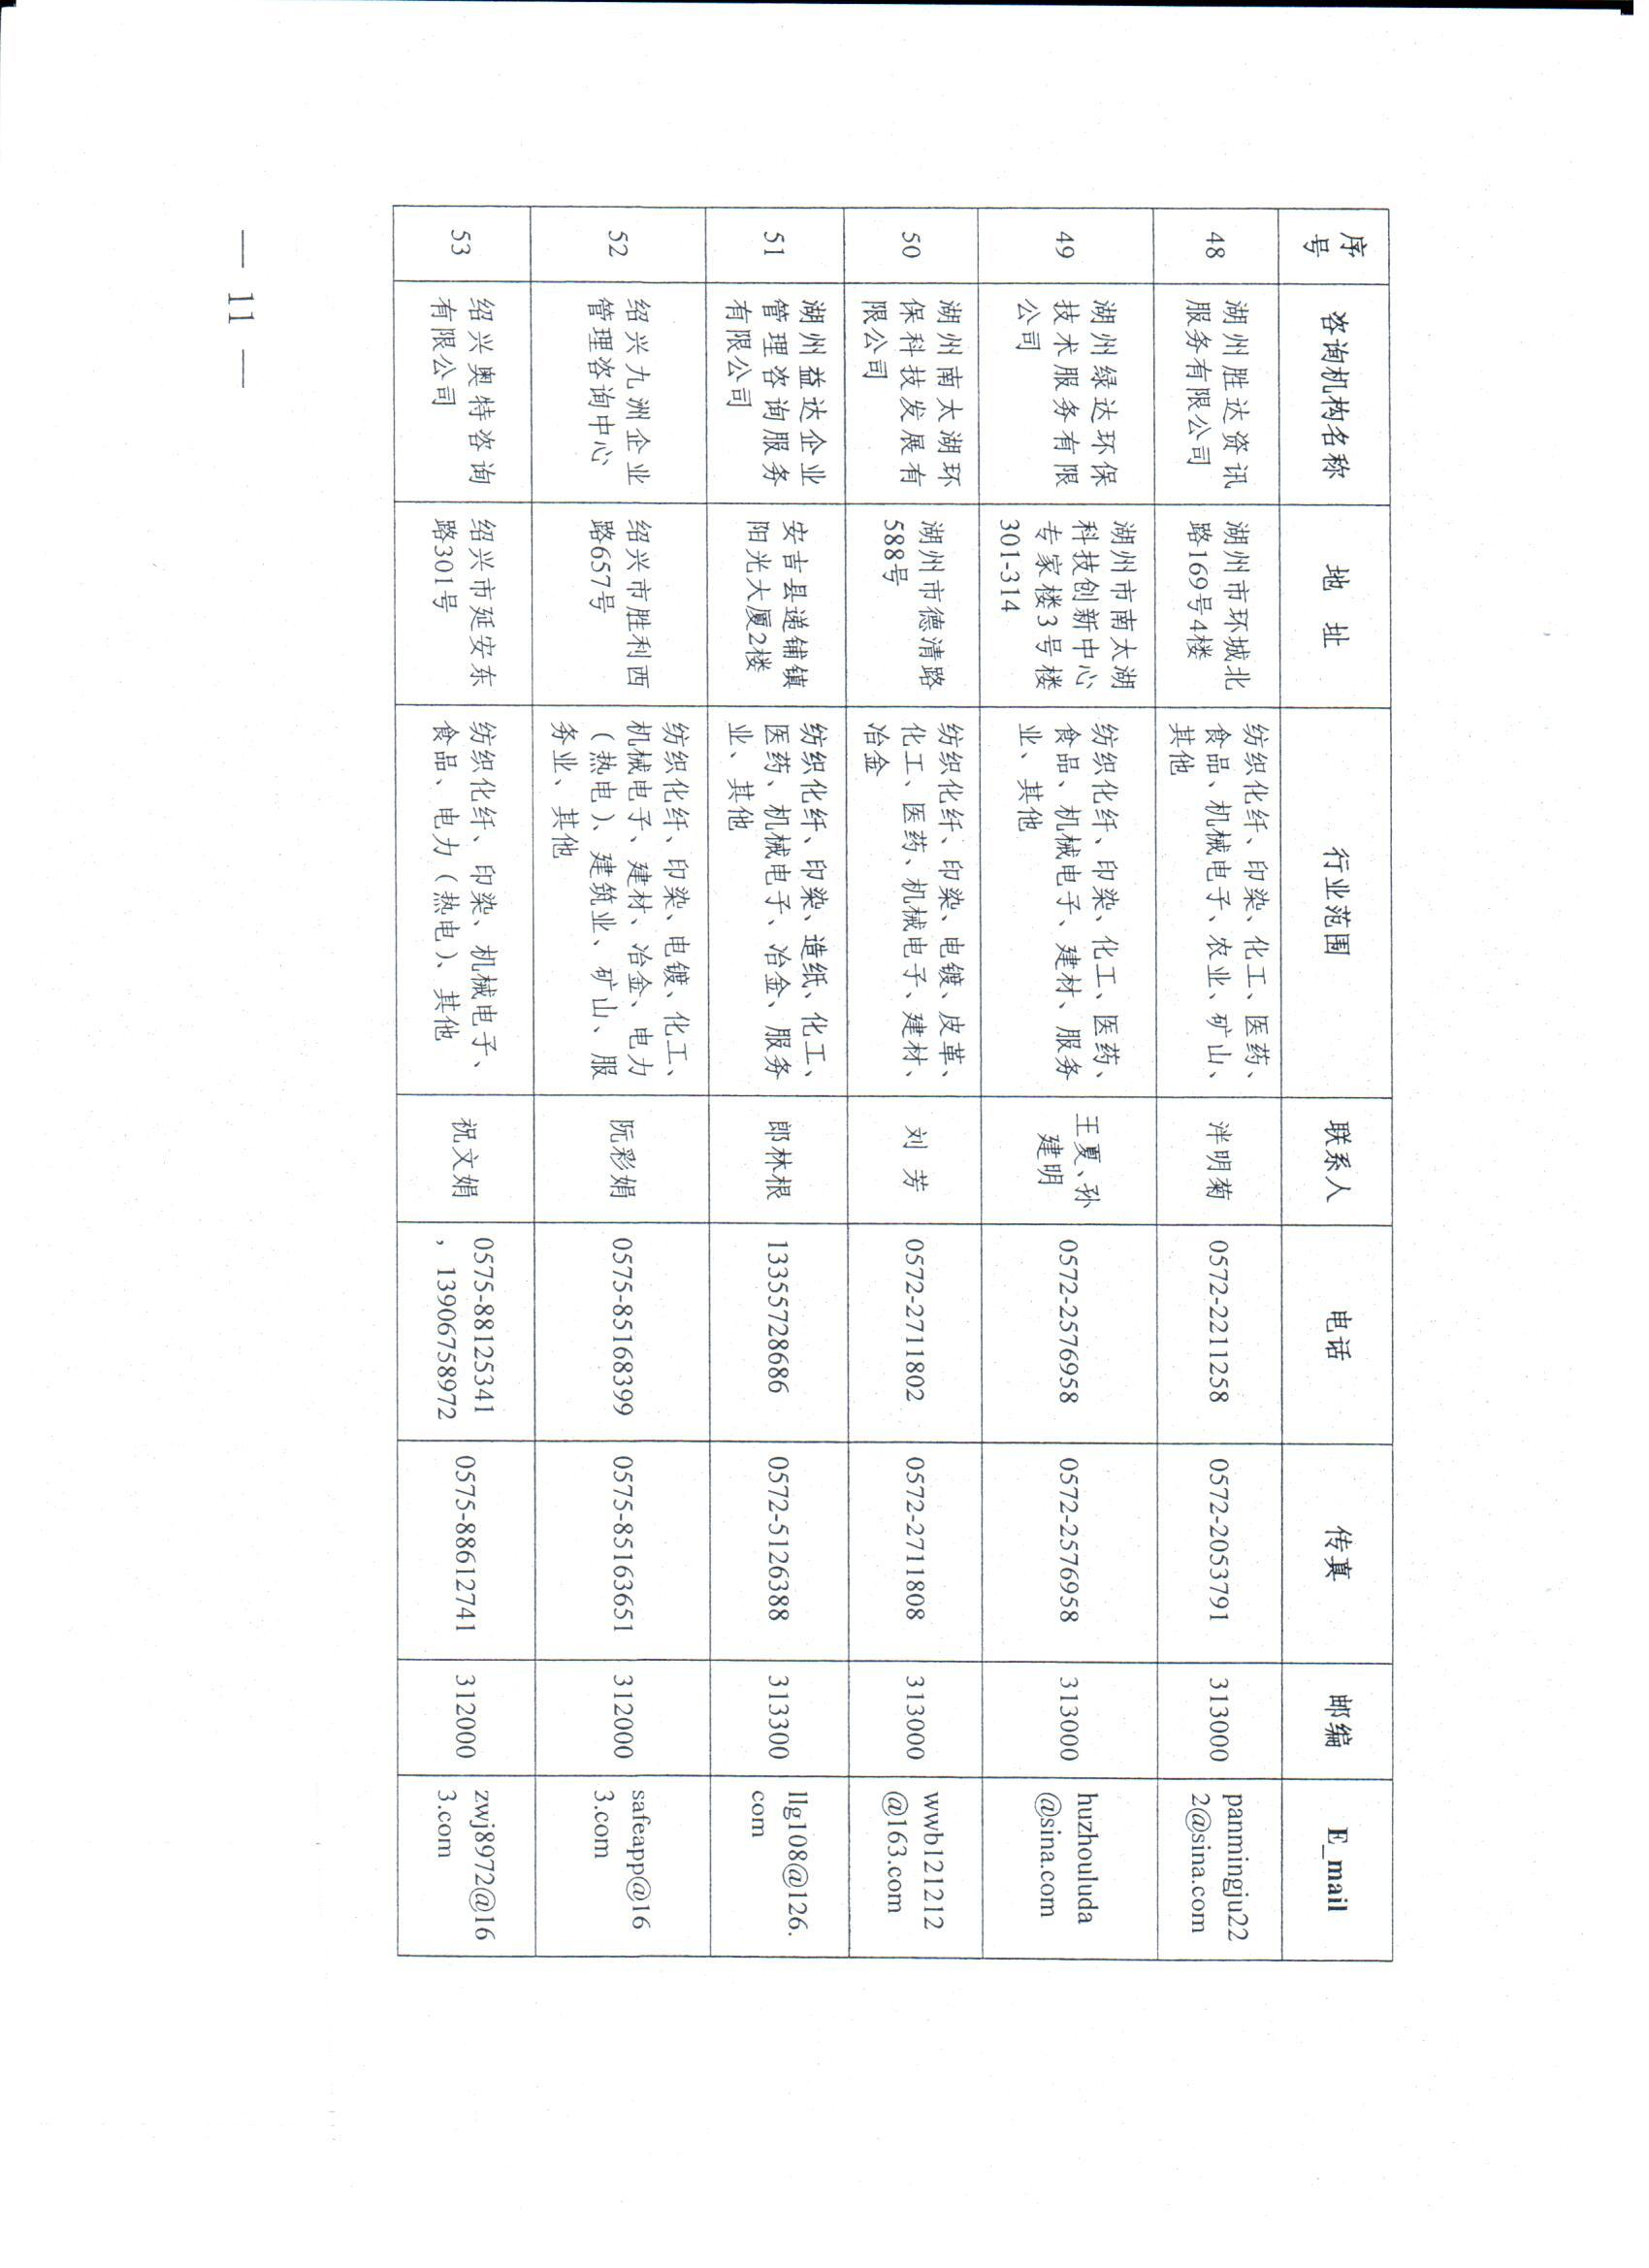 序号 咨询机构名称 地 址 行业范围 联系人 电话 传真 邮编 E_mail
48 湖州胜达资讯服务有限公司 湖州市环城北路169号4楼 纺织化纤、印染、化工、医药、食品、机械电子、农业、矿山、其他 泮明菊 0572-2211258 0572-2053791 313000 panmingju222@sina.com
49 湖州绿达环保技术服务有限公司 湖州市南太湖科技创新中心专家楼3号楼301-314 纺织化纤、印染、化工、医药、食品、机械电子、建材、服务业、其他 王夏、孙建明 0572-2576958 0572-2576958 313000 huzhouluda@sina.com
50 湖州南太湖环保科技发展有限公司 湖州市德清路588号 纺织化纤、印染、电镀、皮革、化工、医药、机械电子、建材、冶金 刘 芳 0572-2711802 0572-2711808 313000 wwb121212@163.com
51 湖州益达企业管理咨询服务有限公司 安吉县递铺镇阳光大厦2楼 纺织化纤、印染、造纸、化工、医药、机械电子、冶金、服务业、其他 郎林根 13355728686 0572-5126388 313300 llg108@126.com
52 绍兴九洲企业管理咨询中心 绍兴市胜利西路657号 纺织化纤、印染、电镀、化工、机械电子、建材、冶金、电力（热电）、建筑业、矿山、服务业、其他 阮彩娟 0575-85168399 0575-85163651 312000 safeapp@163.com
53 绍兴奥特咨询有限公司 绍兴市延安东路301号 纺织化纤、印染、机械电子、食品、电力（热电）、其他 祝文娟 0575-88125341，13906758972 0575-88612741 312000 zwj8972@163.com
— 11 —